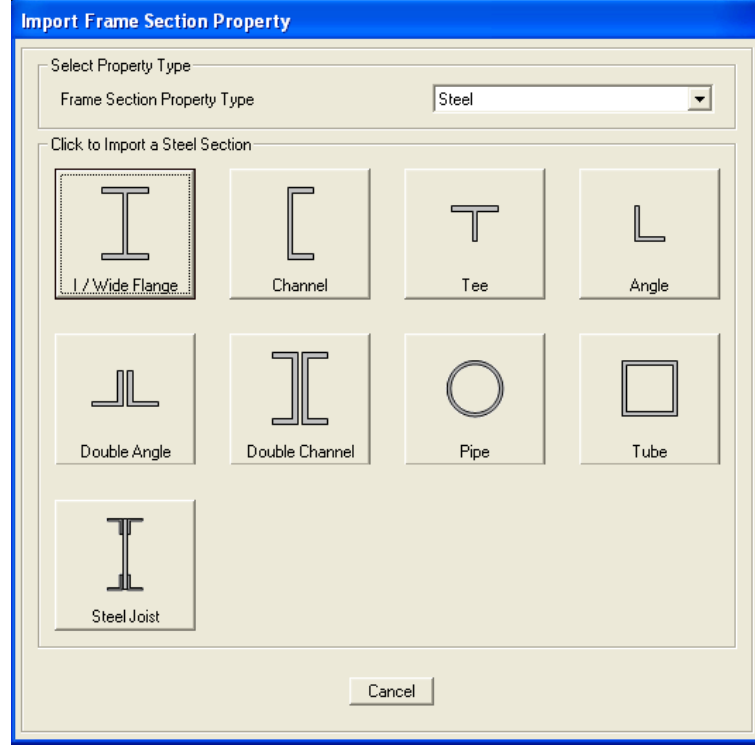 Import Frame Section Property
Select Property Type
Frame Section Property Type Steel
Click to Import a Steel Section
I / Wide Flange Channel Tee Angle
Double Angle Double Channel Pipe Tube
Steel Joist
Cancel